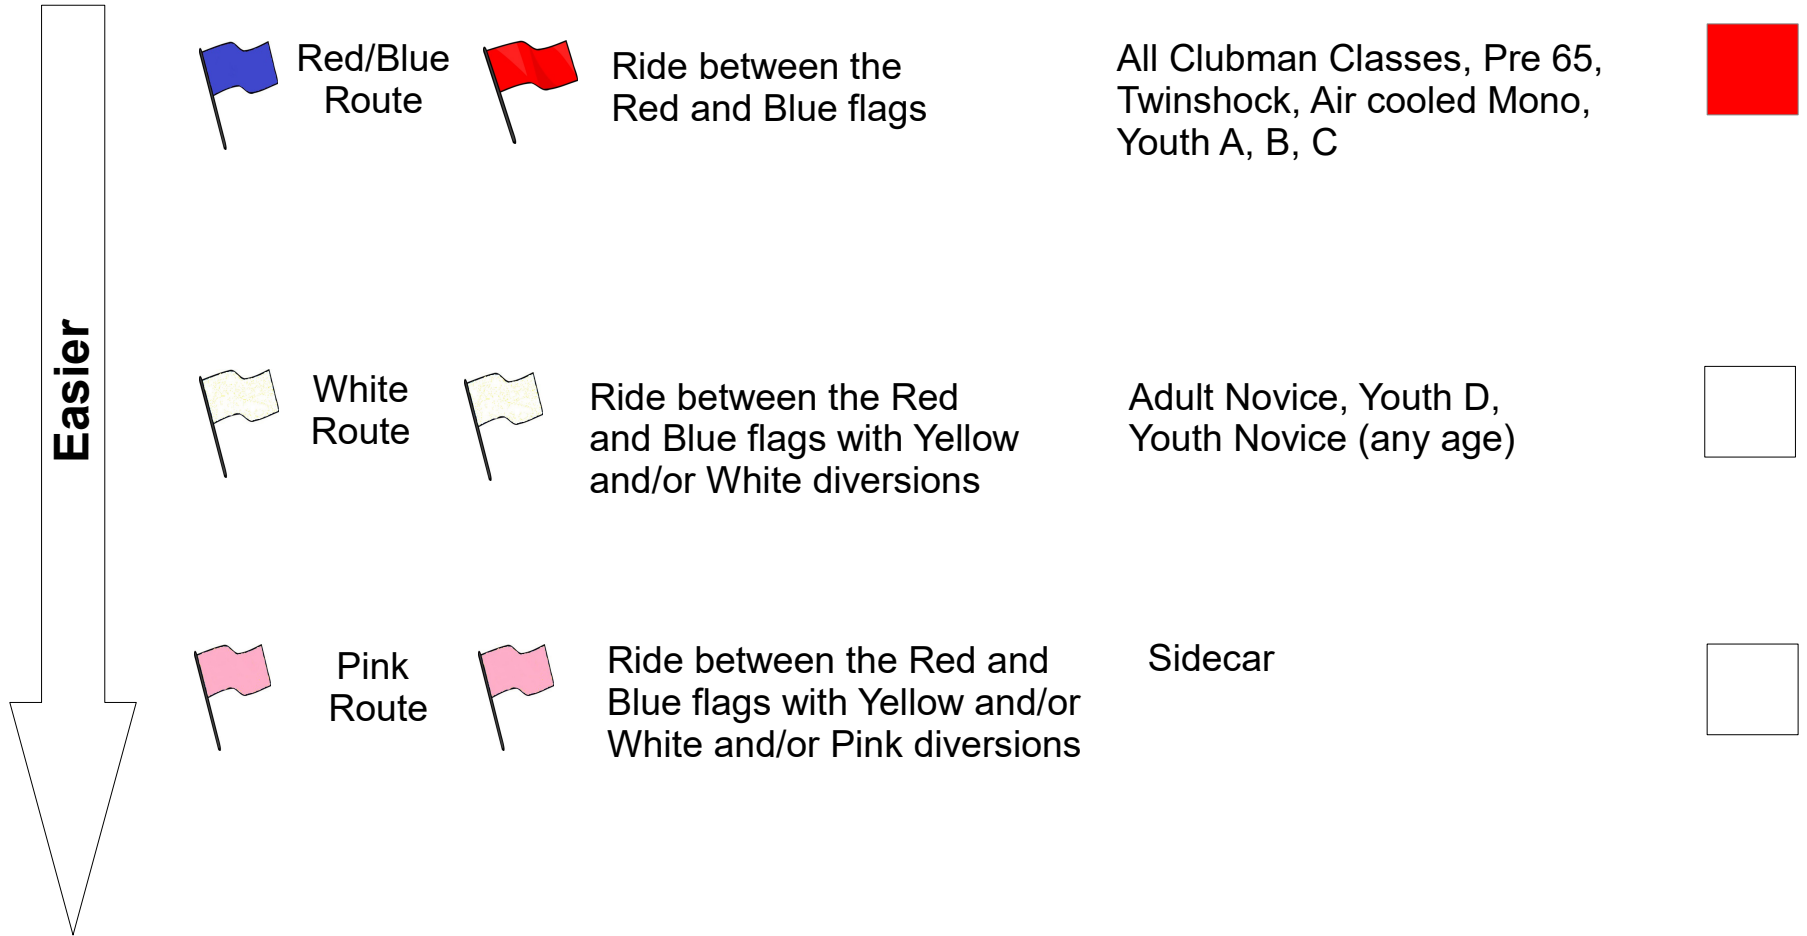 Easier
Red/Blue
Route
Ride between the
Red and Blue flags
All Clubman Classes, Pre 65,
Twinshock, Air cooled Mono,
Youth A, B, C
White
Route
Ride between the Red
and Blue flags with Yellow
and/or White diversions
Adult Novice, Youth D,
Youth Novice (any age)
Pink
Route
Ride between the Red and
Blue flags with Yellow and/or
White and/or Pink diversions
Sidecar